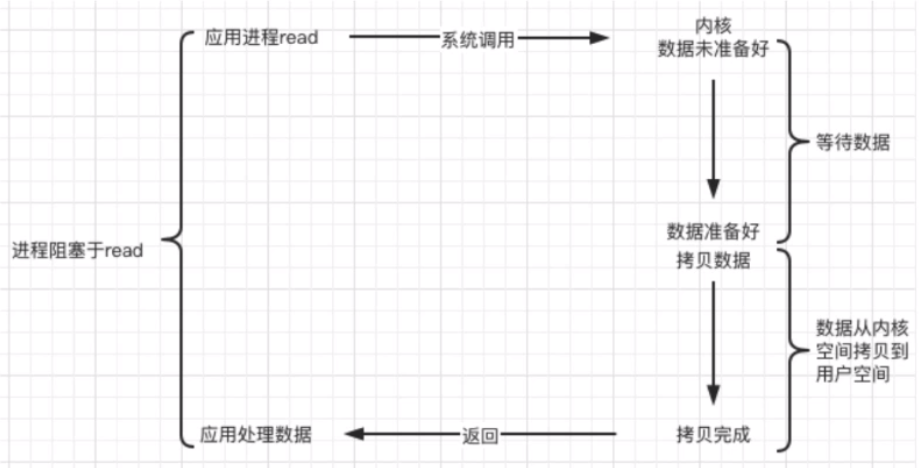 应用进程read
系统调用
内核
数据未准备好
等待数据
数据准备好
进程阻塞于read
拷贝数据
数据从内核
空间拷贝到
用户空间
应用处理数据
返回
拷贝完成